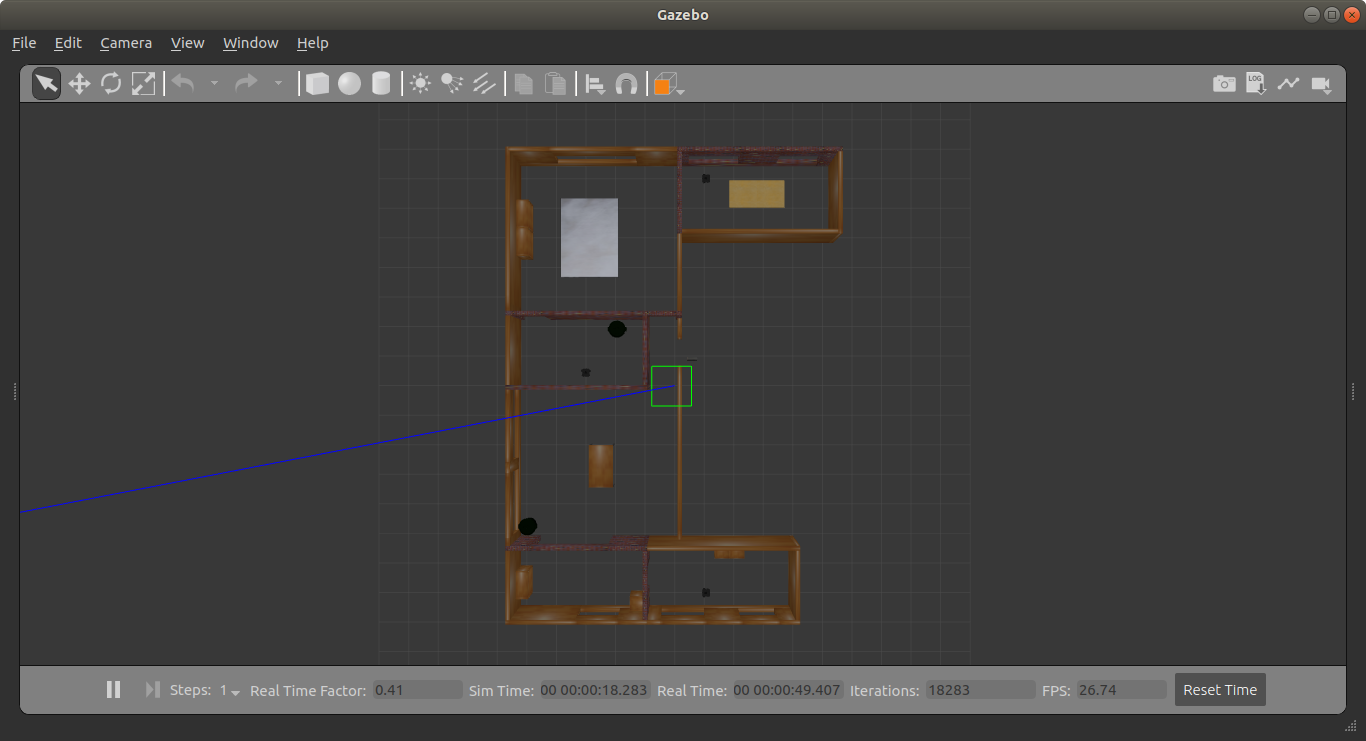 Gazebo
File Edit Camera View Window Help
LOG
Steps: 1 Real Time Factor: 0.41 Sim Time: 00 00:00:18.283 Real Time: 00 00:00:49.407 Iterations: 18283 FPS: 26.74 Reset Time